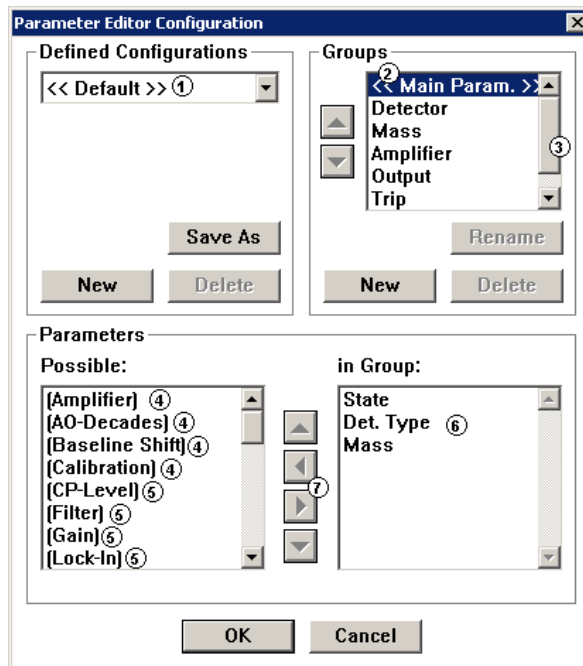 Parameter Editor Configuration
Defined Configurations
<< Default >> 1
Save As
New Delete
Groups
2
<< Main Param. >>
Detector
Mass
3
Amplifier
Output
Trip
Rename
New Delete
Parameters
Possible:
(Amplifier) 4
(AO-Decades) 4
(Baseline Shift) 4
(Calibration) 4
(CP-Level) 5
(Filter) 5
(Gain) 5
(Lock-In) 5
7
in Group:
State
Det. Type 6
Mass
OK Cancel